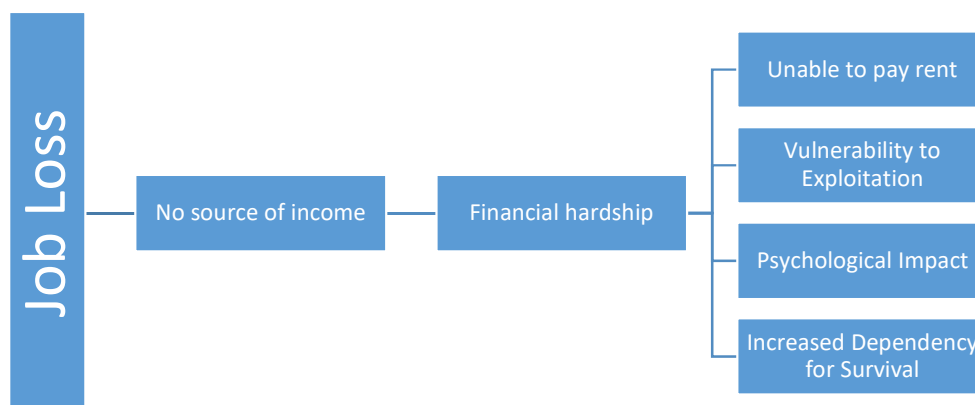 Job Loss
No source of income
Financial hardship
Unable to pay rent
Vulnerability to
Exploitation
Psychological Impact
Increased Dependency
for Survival